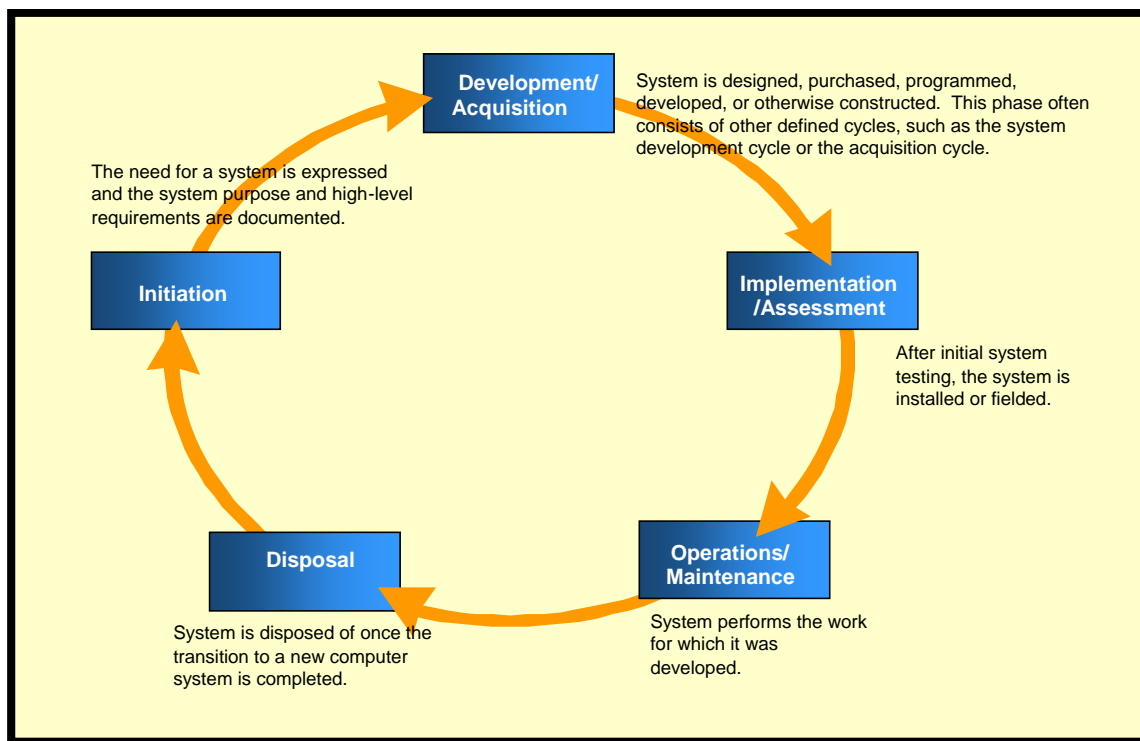 Development/
Acquisition
System is designed, purchased, programmed,
developed, or otherwise constructed.  This phase often
consists of other defined cycles, such as the system
development cycle or the acquisition cycle.
The need for a system is expressed
and the system purpose and high-level
requirements are documented.
Initiation
Implementation
/Assessment
After initial system
testing, the system is
installed or fielded.
Disposal
Operations/
Maintenance
System is disposed of once the
transition to a new computer
system is completed.
System performs the work
for which it was
developed.